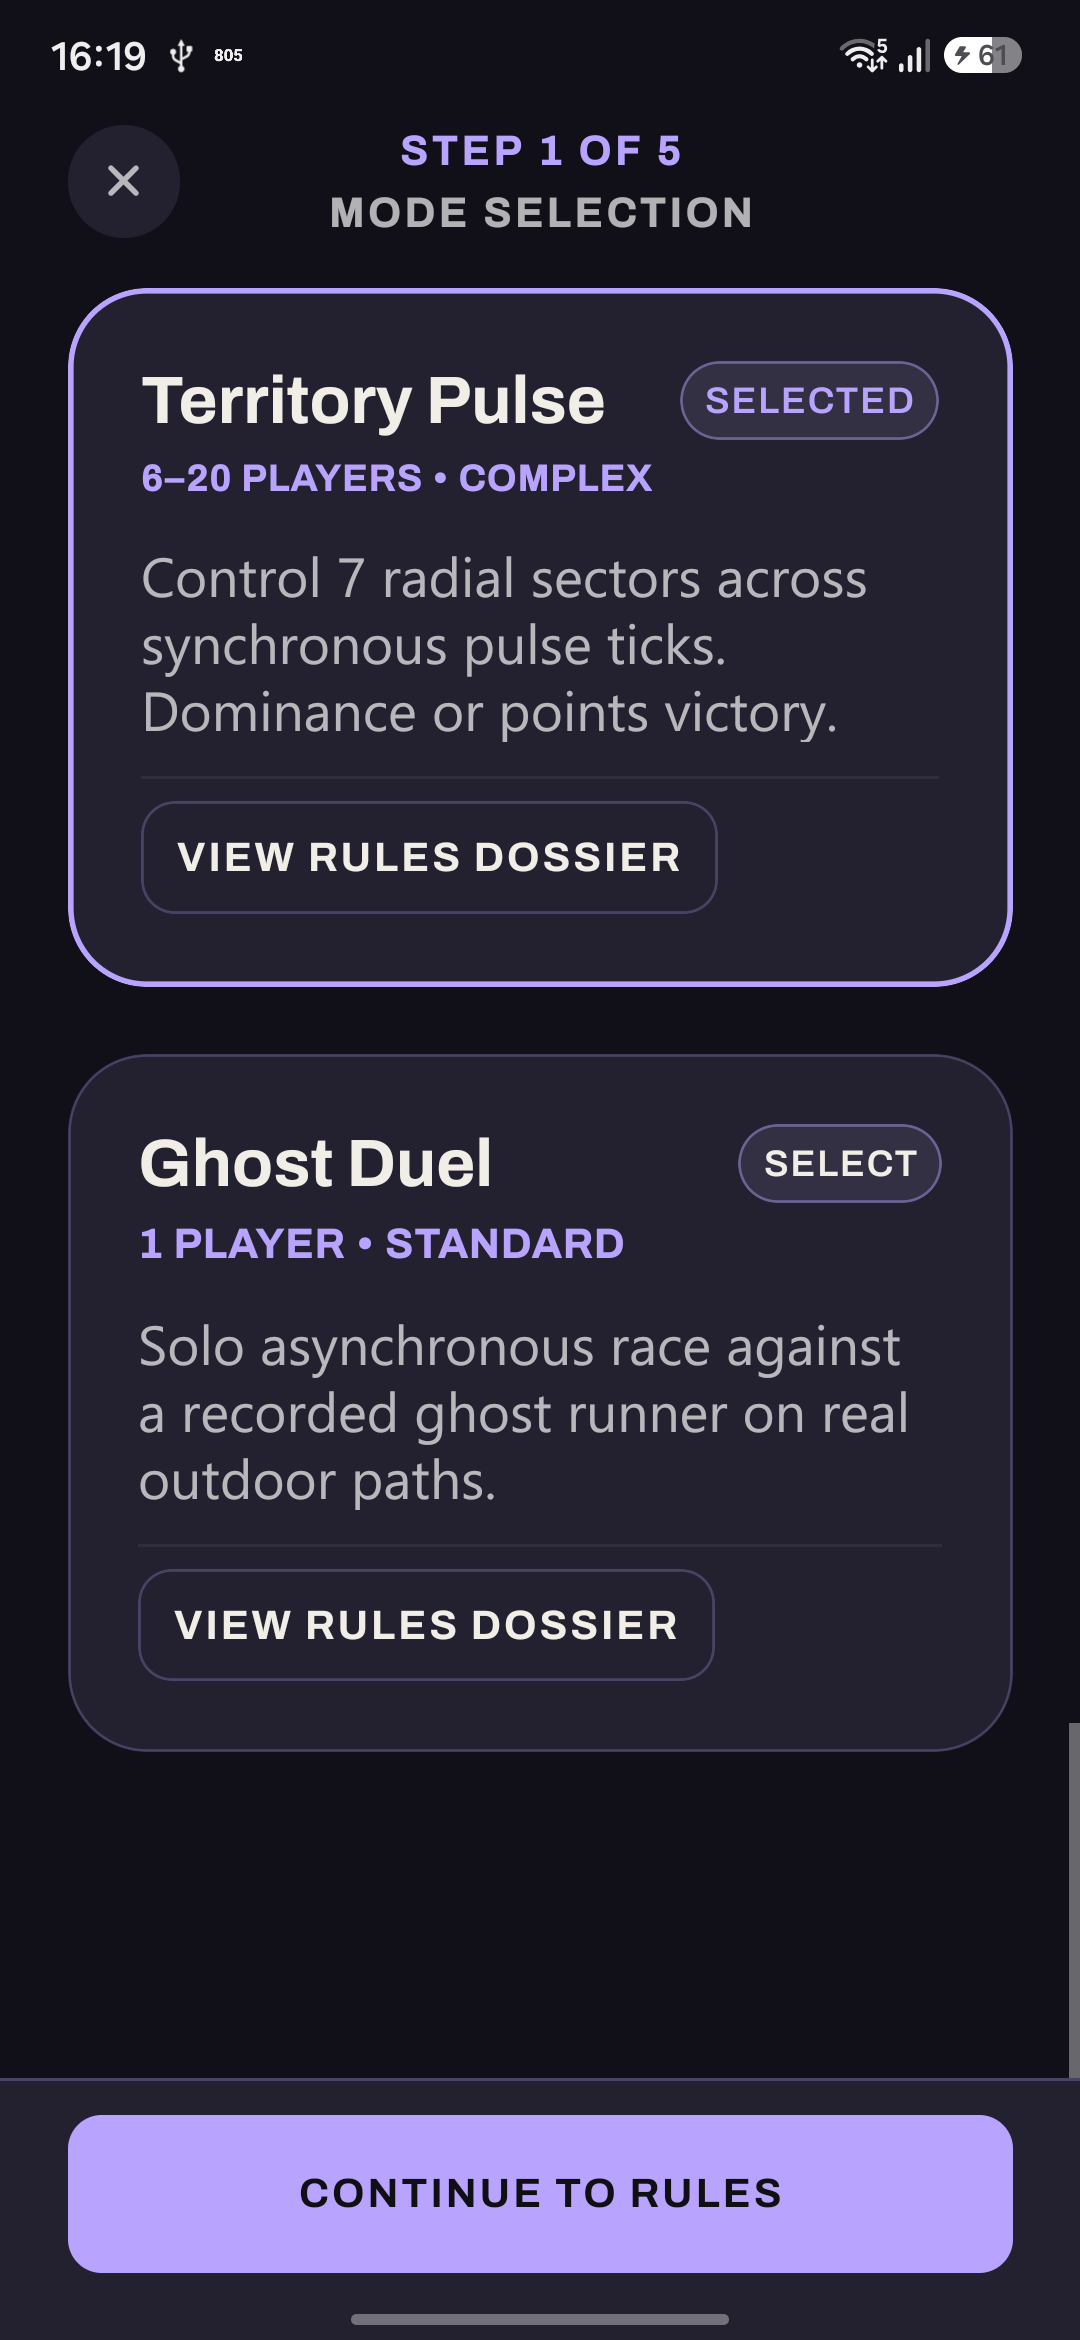 16:19 805 5 61
STEP 1 OF 5
MODE SELECTION
Territory Pulse
SELECTED
6–20 PLAYERS • COMPLEX
Control 7 radial sectors across
synchronous pulse ticks.
Dominance or points victory.
VIEW RULES DOSSIER
Ghost Duel
SELECT
1 PLAYER • STANDARD
Solo asynchronous race against
a recorded ghost runner on real
outdoor paths.
VIEW RULES DOSSIER
CONTINUE TO RULES